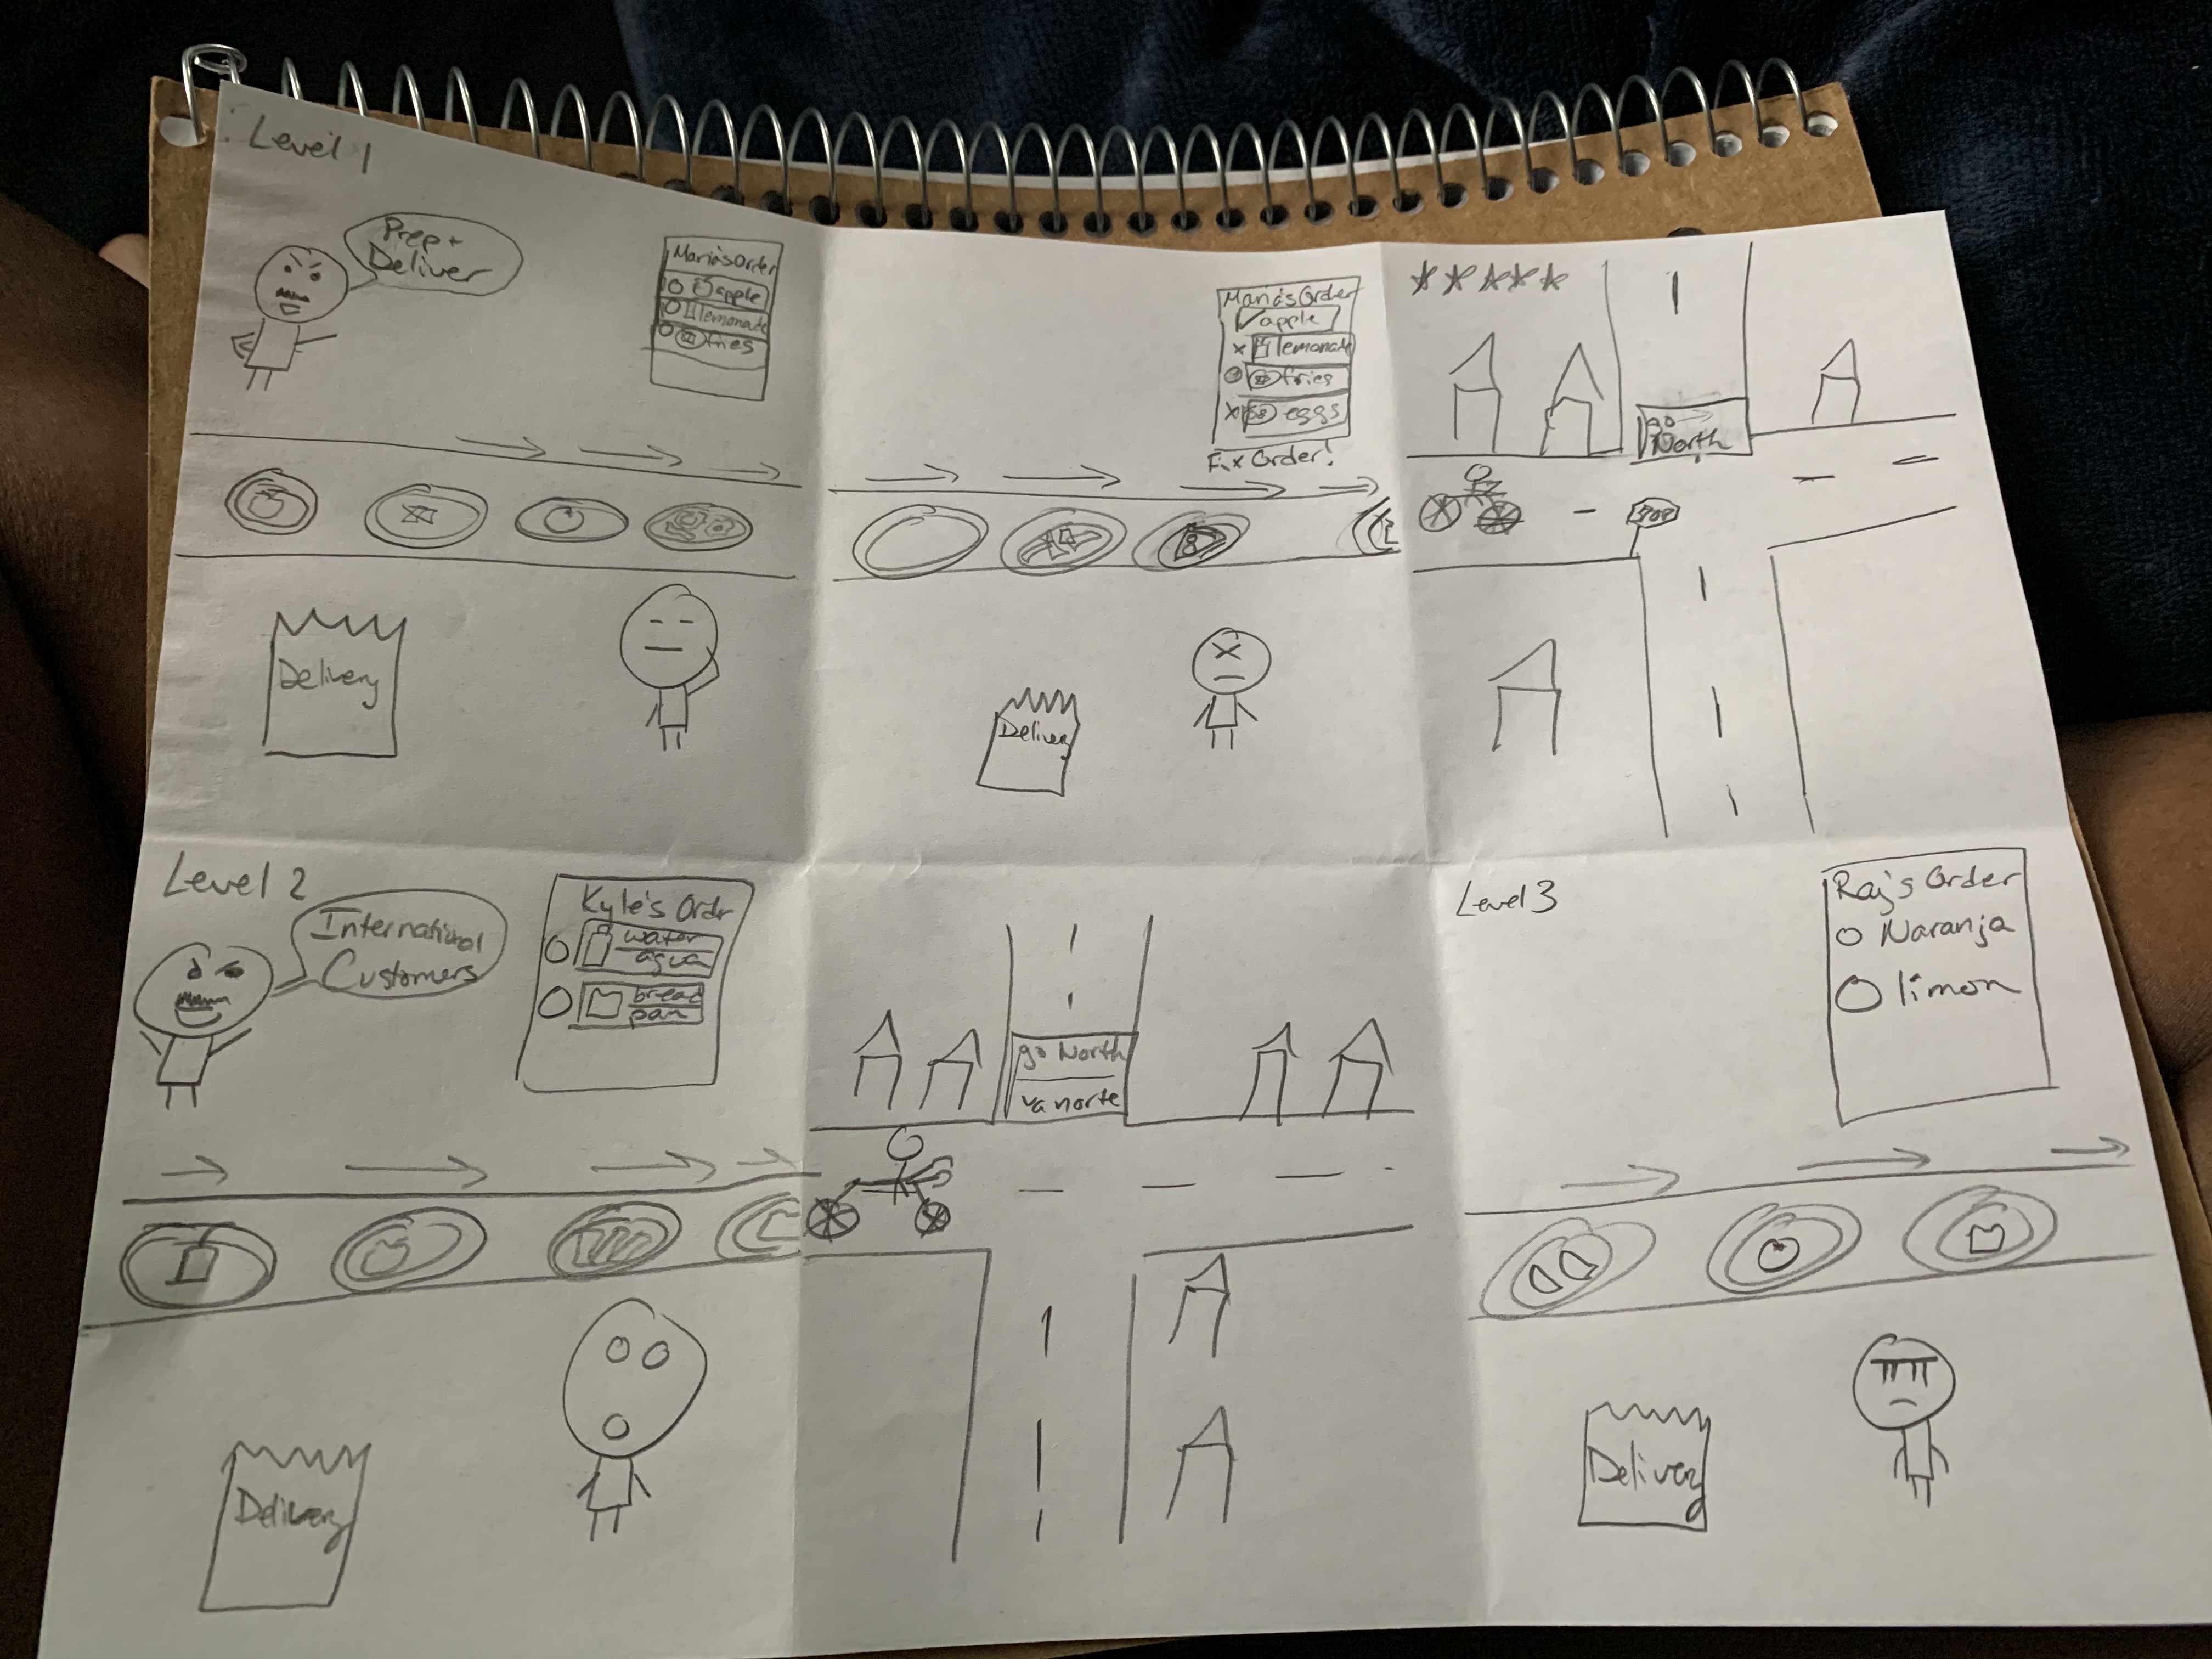 Level 1
Prep +
Deliver
Maria's Order
apple
lemonade
fries
Delivery
Maria's Order
apple
lemonade
fries
eggs
Fix Order!
Delivery
go
North
Level 2
International
Customers
Kyle's Order
water
agua
bread
pan
Delivery
go North
va norte
Level 3
Raj's Order
Naranja
limon
Delivery